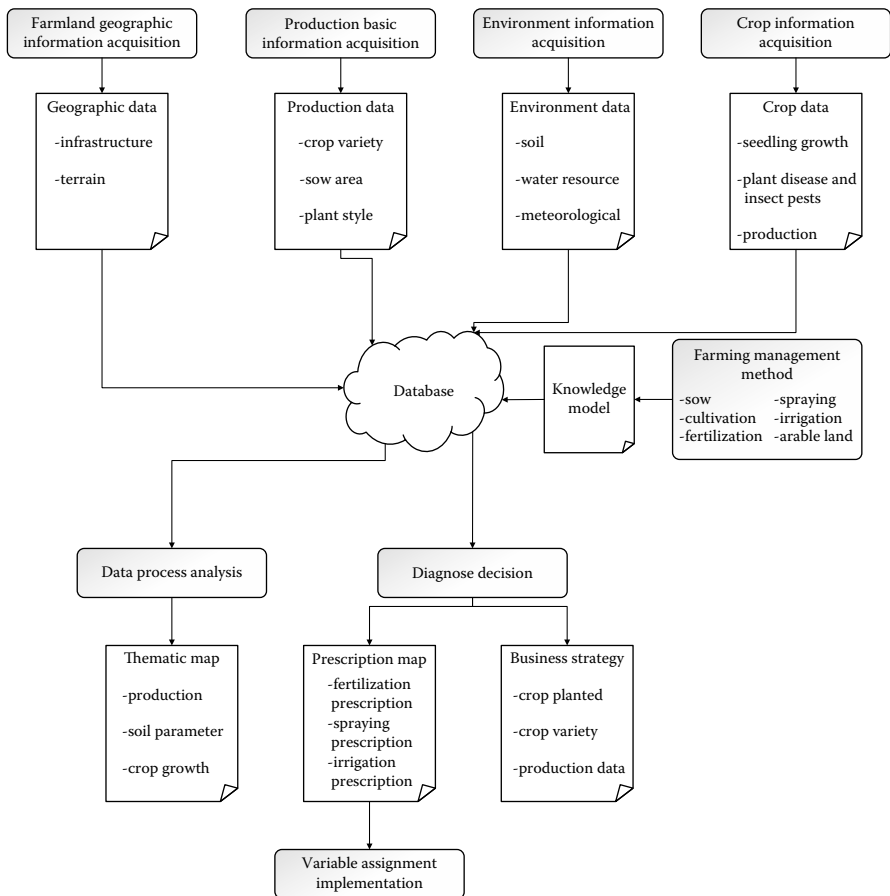 Farmland geographic
information acquisition
Production basic
information acquisition
Environment information
acquisition
Crop information
acquisition
Geographic data
-infrastructure
-terrain
Production data
-crop variety
-sow area
-plant style
Environment data
-soil
-water resource
-meteorological
Crop data
-seedling growth
-plant disease and
insect pests
-production
Database
Knowledge
model
Farming management
method
-sow
-cultivation
-fertilization
-spraying
-irrigation
-arable land
Data process analysis
Diagnose decision
Thematic map
-production
-soil parameter
-crop growth
Prescription map
-fertilization
prescription
-spraying
prescription
-irrigation
prescription
Business strategy
-crop planted
-crop variety
-production data
Variable assignment
implementation